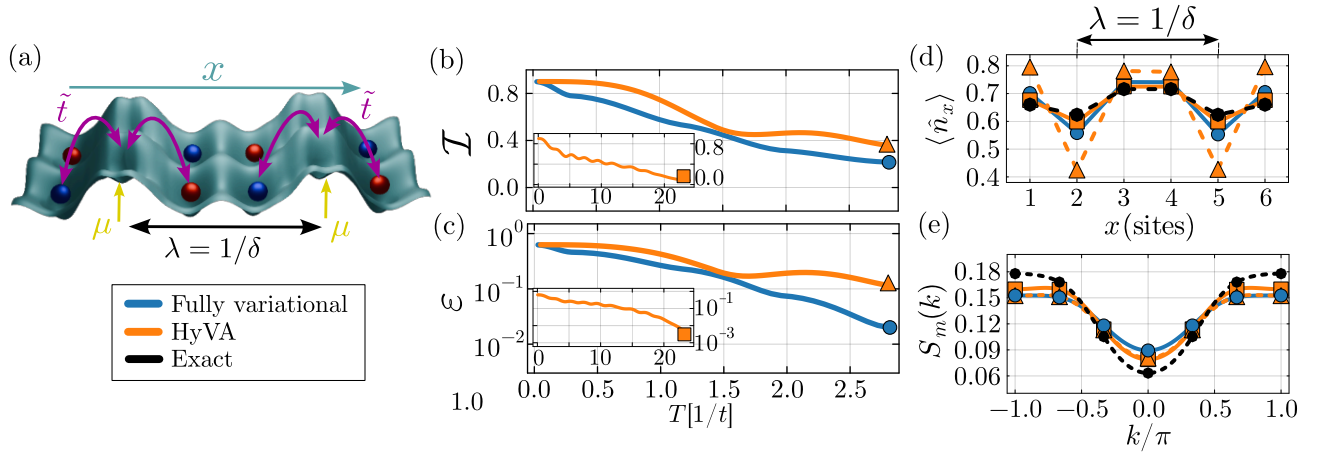 (a)
x
t̃
t̃
μ
μ
λ = 1/δ
Fully variational
HyVA
Exact
1.0
(b)
𝓘
0.8
0.4
0.0
0.8
0.0
0
10
20
(c)
ε
10⁰
10⁻¹
10⁻²
10⁻¹
10⁻³
0
10
20
0.0
0.5
1.0
1.5
2.0
2.5
T[1/t]
(d)
λ = 1/δ
⟨n̂ₓ⟩
0.8
0.7
0.6
0.5
0.4
1 2 3 4 5 6
x (sites)
(e)
Sₘ(k)
0.18
0.15
0.12
0.09
0.06
−1.0 −0.5 0.0 0.5 1.0
k/π